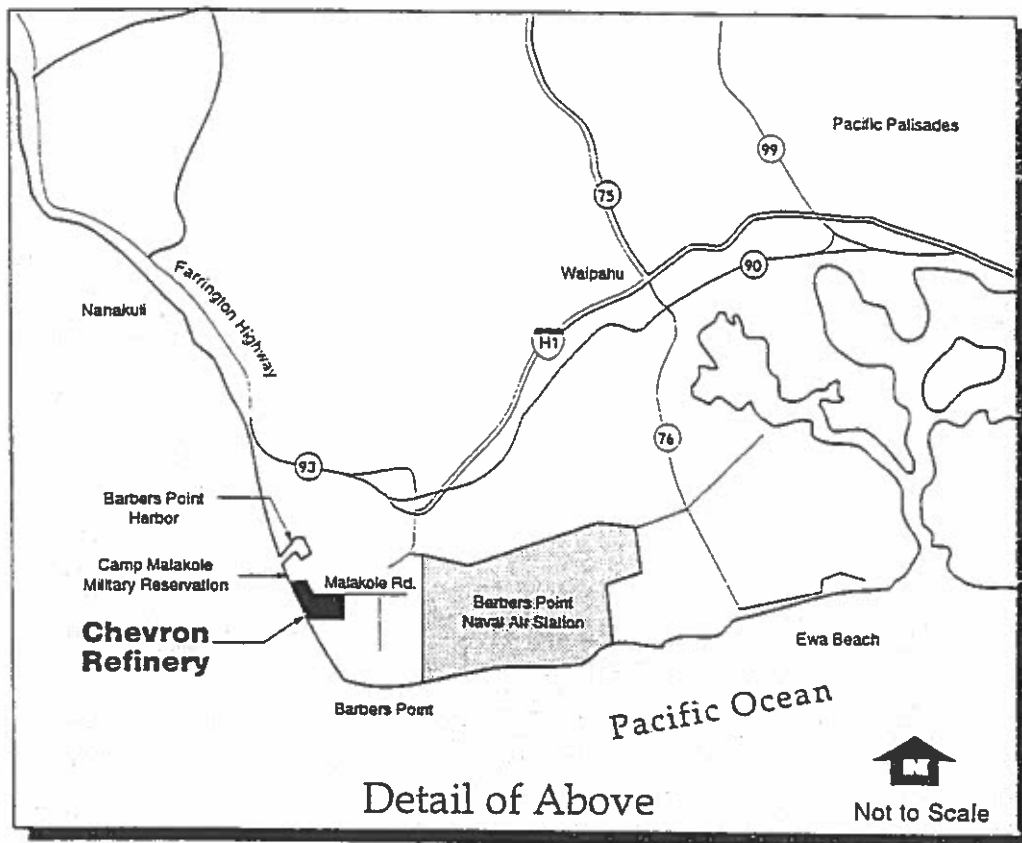 Pacific Palisades
99
75
Waipahu
90
Nanakuli
Farrington Highway
H1
76
93
Barbers Point
Harbor
Camp Malakole
Military Reservation
Malakole Rd.
Chevron
Refinery
Barbers Point
Naval Air Station
Ewa Beach
Barbers Point
Pacific Ocean
N
Detail of Above
Not to Scale